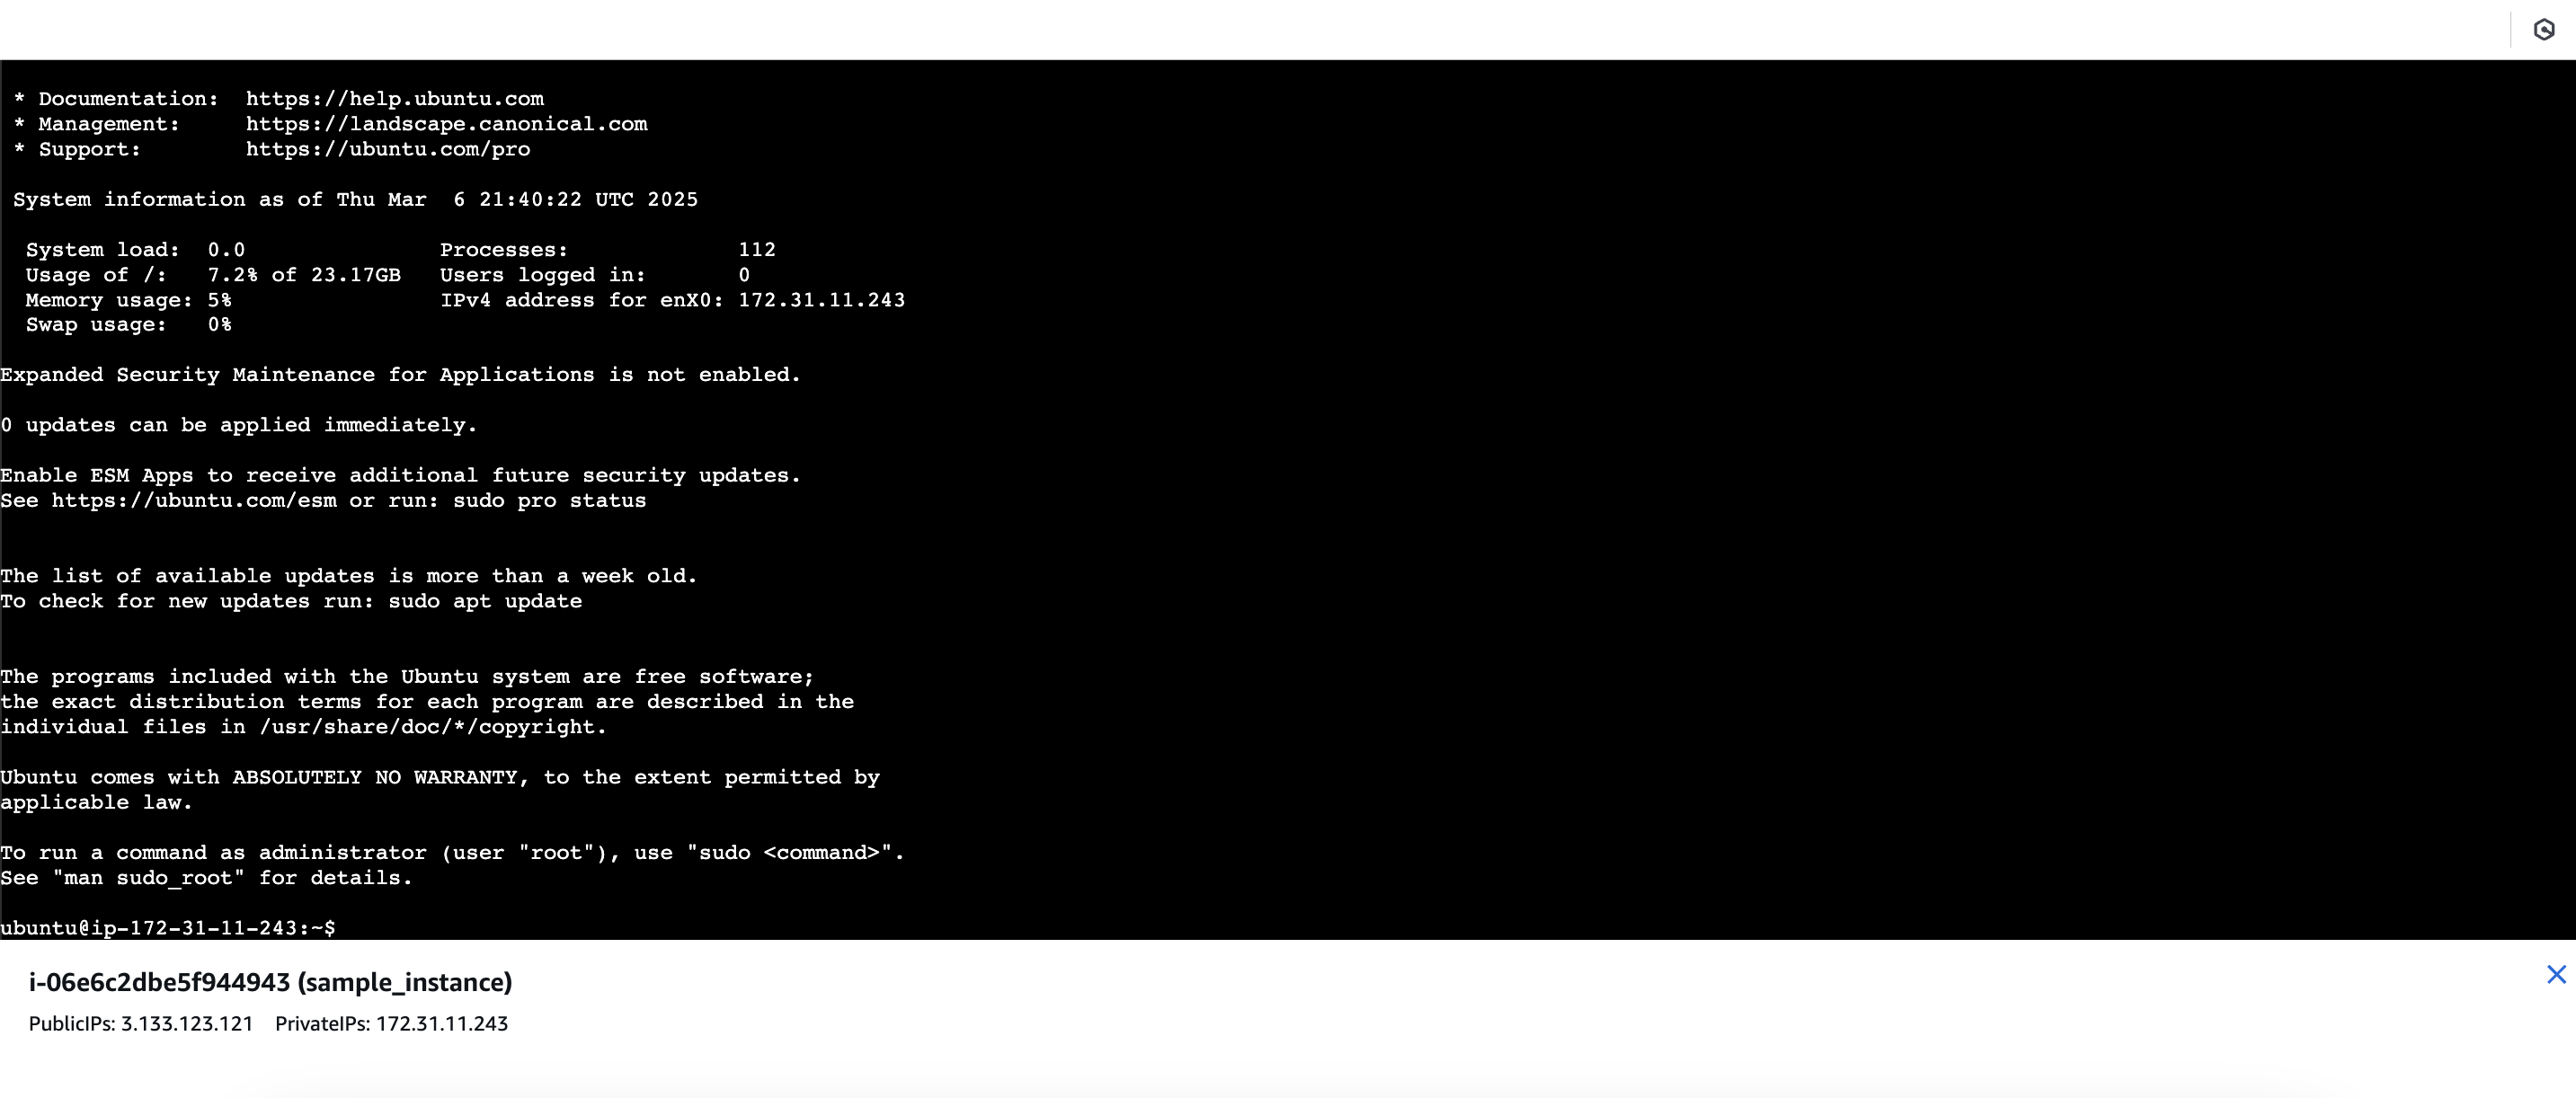 * Documentation:  https://help.ubuntu.com
* Management:     https://landscape.canonical.com
* Support:        https://ubuntu.com/pro
System information as of Thu Mar  6 21:40:22 UTC 2025
System load:  0.0               Processes:             112
Usage of /:   7.2% of 23.17GB   Users logged in:       0
Memory usage: 5%                IPv4 address for enX0: 172.31.11.243
Swap usage:   0%
Expanded Security Maintenance for Applications is not enabled.
0 updates can be applied immediately.
Enable ESM Apps to receive additional future security updates.
See https://ubuntu.com/esm or run: sudo pro status
The list of available updates is more than a week old.
To check for new updates run: sudo apt update
The programs included with the Ubuntu system are free software;
the exact distribution terms for each program are described in the
individual files in /usr/share/doc/*/copyright.
Ubuntu comes with ABSOLUTELY NO WARRANTY, to the extent permitted by
applicable law.
To run a command as administrator (user "root"), use "sudo <command>".
See "man sudo_root" for details.
ubuntu@ip-172-31-11-243:~$
i-06e6c2dbe5f944943 (sample_instance)
PublicIPs: 3.133.123.121    PrivateIPs: 172.31.11.243